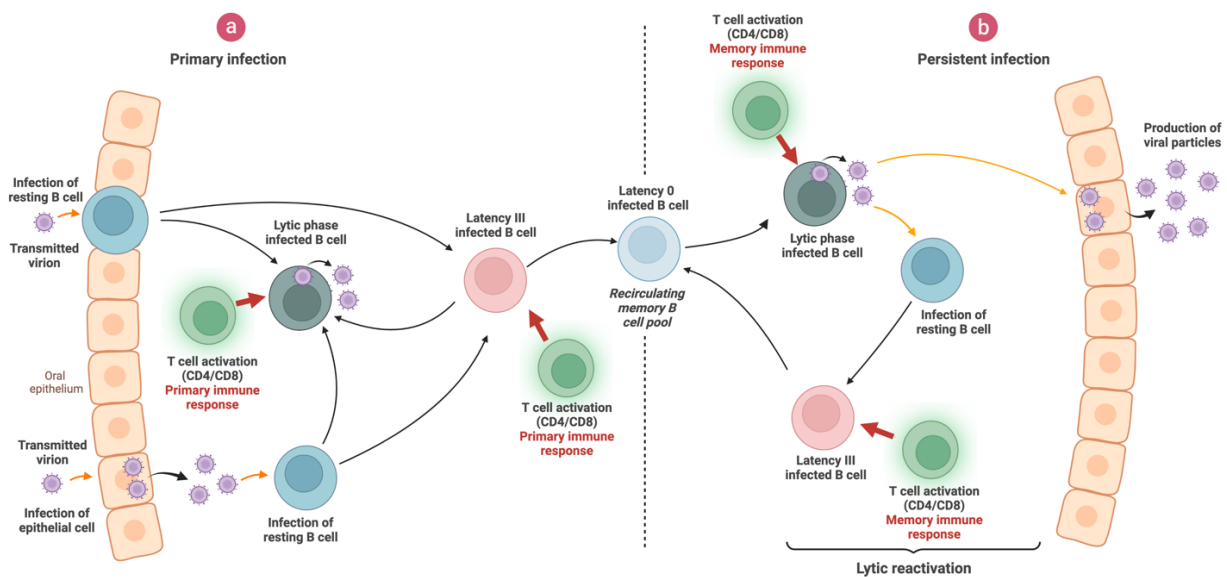 a
Primary infection
Infection of
resting B cell
Transmitted
virion
Lytic phase
infected B cell
Latency III
infected B cell
T cell activation
(CD4/CD8)
Primary immune
response
Oral
epithelium
T cell activation
(CD4/CD8)
Primary immune
response
Transmitted
virion
Infection of
epithelial cell
Infection of
resting B cell
Latency 0
infected B cell
Recirculating
memory B
cell pool
b
Persistent infection
T cell activation
(CD4/CD8)
Memory immune
response
Lytic phase
infected B cell
Production of
viral particles
Infection of
resting B cell
Latency III
infected B cell
T cell activation
(CD4/CD8)
Memory immune
response
Lytic reactivation